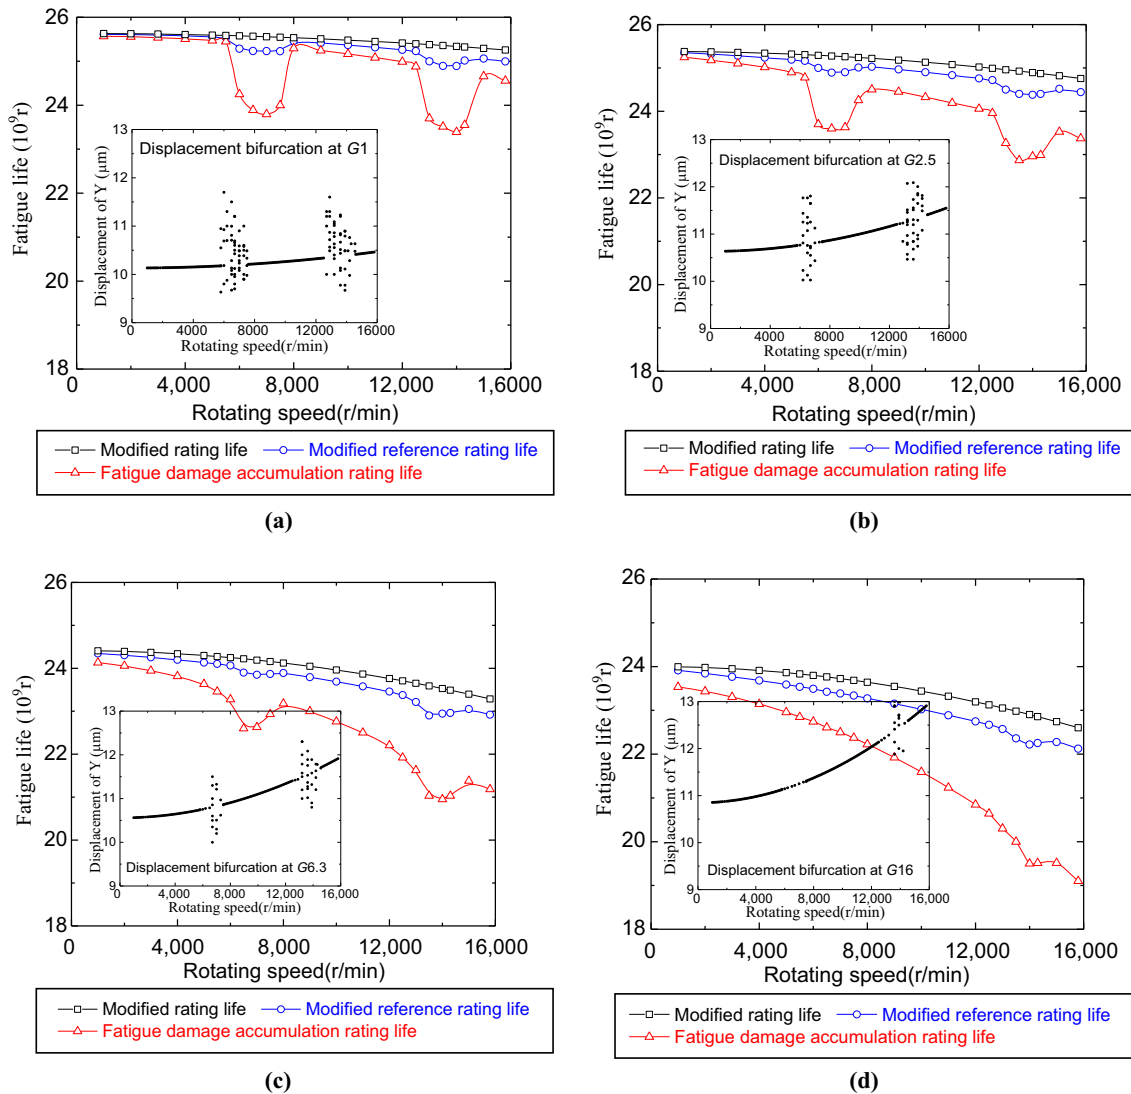 26
24
22
20
18
Fatigue life (10⁹r)
13
12
11
10
9
Displacement of Y (μm)
Displacement bifurcation at G1
0 4000 8000 12000 16000
Rotating speed(r/min)
0 4,000 8,000 12,000 16,000
Rotating speed(r/min)
Modified rating life Modified reference rating life
Fatigue damage accumulation rating life
(a)
26
24
22
20
18
Fatigue life (10⁹r)
13
12
11
10
9
Displacement of Y (μm)
Displacement bifurcation at G2.5
0 4000 8000 12000 16000
Rotating speed(r/min)
0 4,000 8,000 12,000 16,000
Rotating speed(r/min)
Modified rating life Modified reference rating life
Fatigue damage accumulation rating life
(b)
26
24
22
20
18
Fatigue life (10⁹r)
13
12
11
10
9
Displacement of Y (μm)
Displacement bifurcation at G6.3
0 4,000 8,000 12,000 16,000
Rotating speed(r/min)
0 4,000 8,000 12,000 16,000
Rotating speed(r/min)
Modified rating life Modified reference rating life
Fatigue damage accumulation rating life
(c)
26
24
22
20
18
Fatigue life (10⁹r)
13
12
11
10
9
Displacement of Y (μm)
Displacement bifurcation at G16
0 4,000 8,000 12,000 16,000
Rotating speed(r/min)
0 4,000 8,000 12,000 16,000
Rotating speed(r/min)
Modified rating life Modified reference rating life
Fatigue damage accumulation rating life
(d)